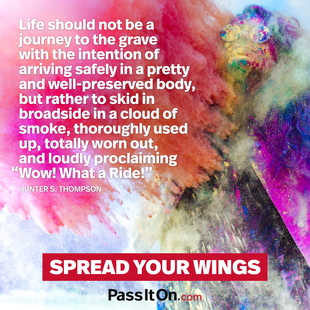 Life should not be a
journey to the grave
with the intention of
arriving safely in a pretty
and well-preserved body,
but rather to skid in
broadside in a cloud of
smoke, thoroughly used
up, totally worn out,
and loudly proclaiming
“Wow! What a Ride!”
HUNTER S. THOMPSON
SPREAD YOUR WINGS
PassItOn.com